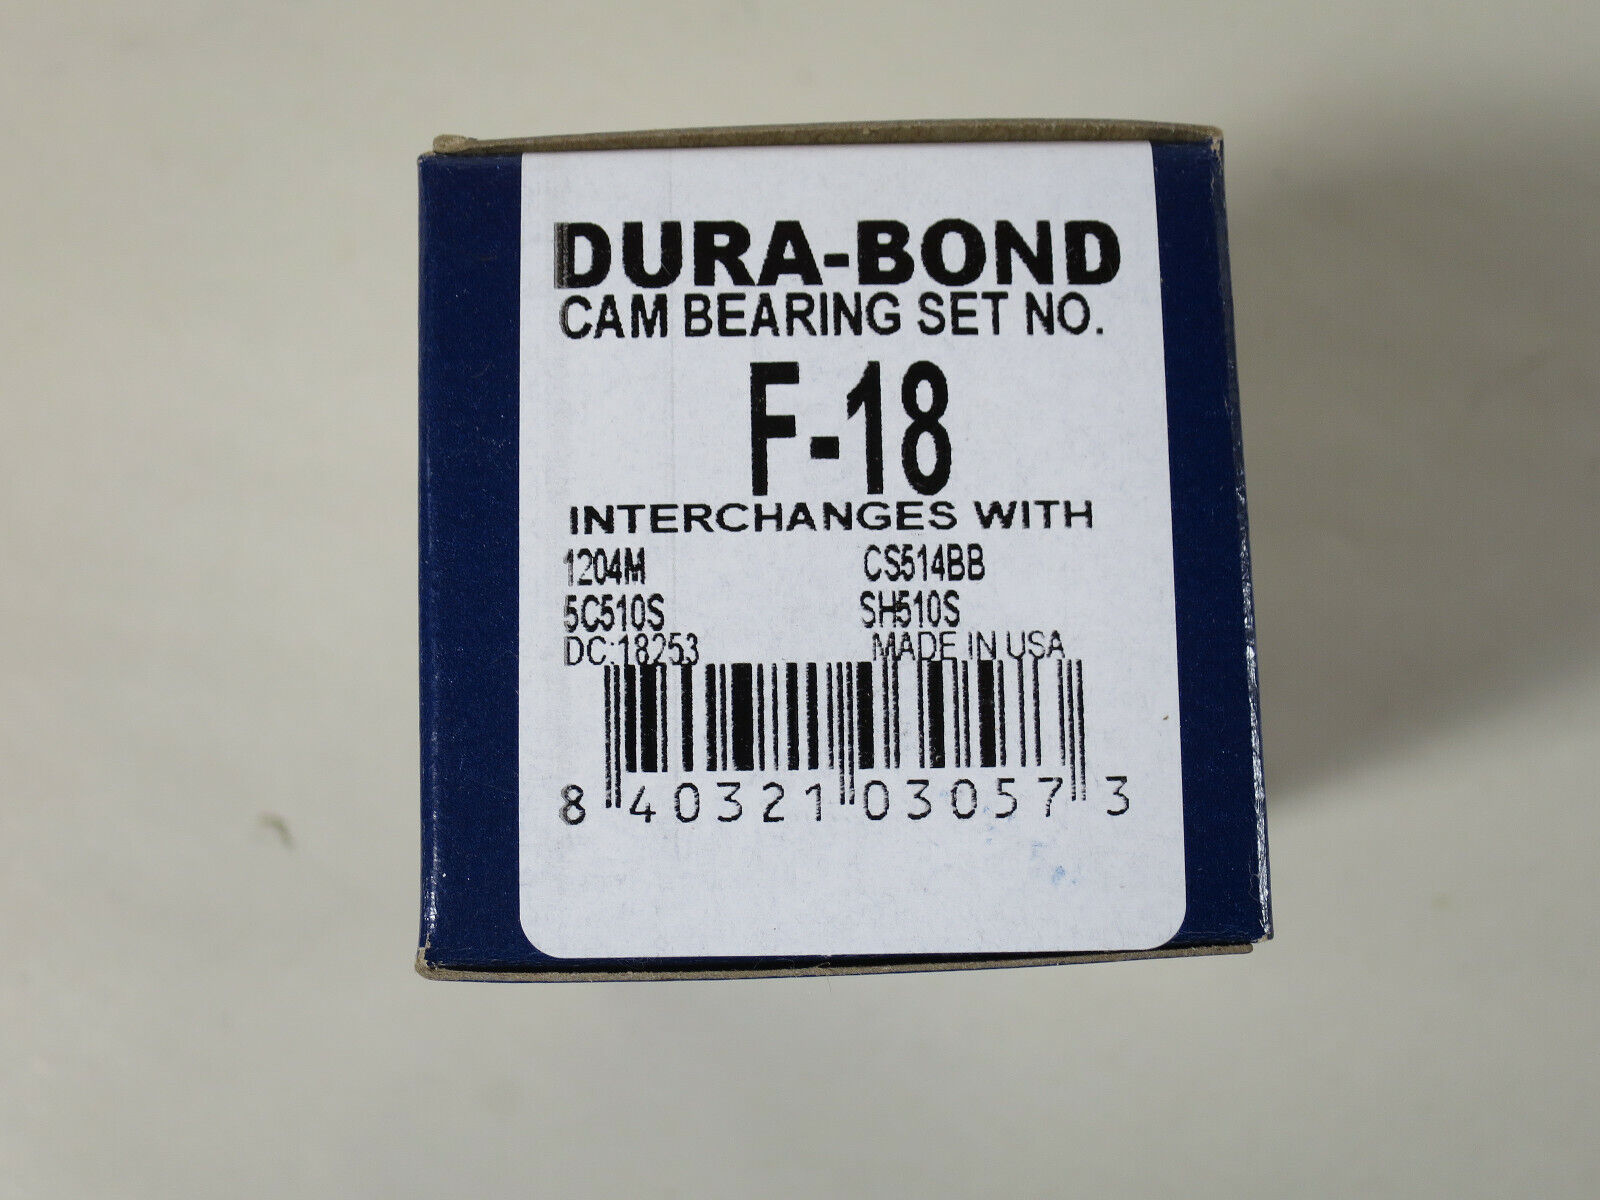 DURA-BOND
CAM BEARING SET NO.
F-18
INTERCHANGES WITH
1204M CS514BB
5C510S SH510S
DC:18253 MADE IN USA
8 40321 03057 3